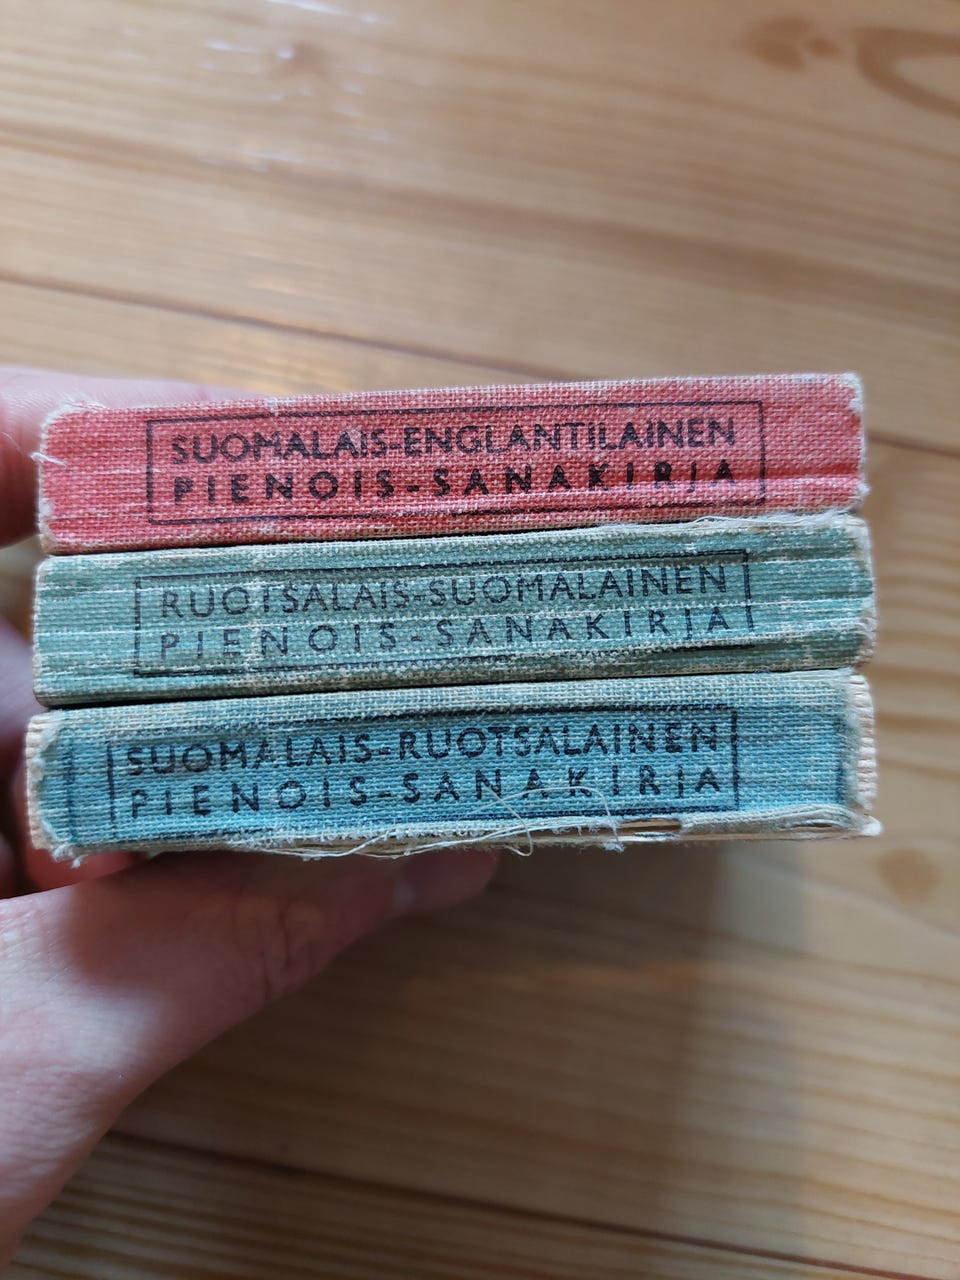 SUOMALAIS-ENGLANTILAINEN
PIENOIS-SANAKIRJA
RUOTSALAIS-SUOMALAINEN
PIENOIS-SANAKIRJA
SUOMALAIS-RUOTSALAINEN
PIENOIS-SANAKIRJA